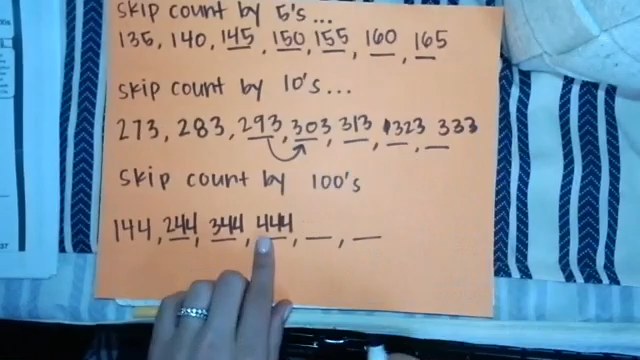 skip count by 5's...
135, 140, 145, 150, 155, 160, 165
skip count by 10's...
273, 283, 293, 303, 313, 323, 333
skip count by 100's
144, 244, 344, 444, __, __
37